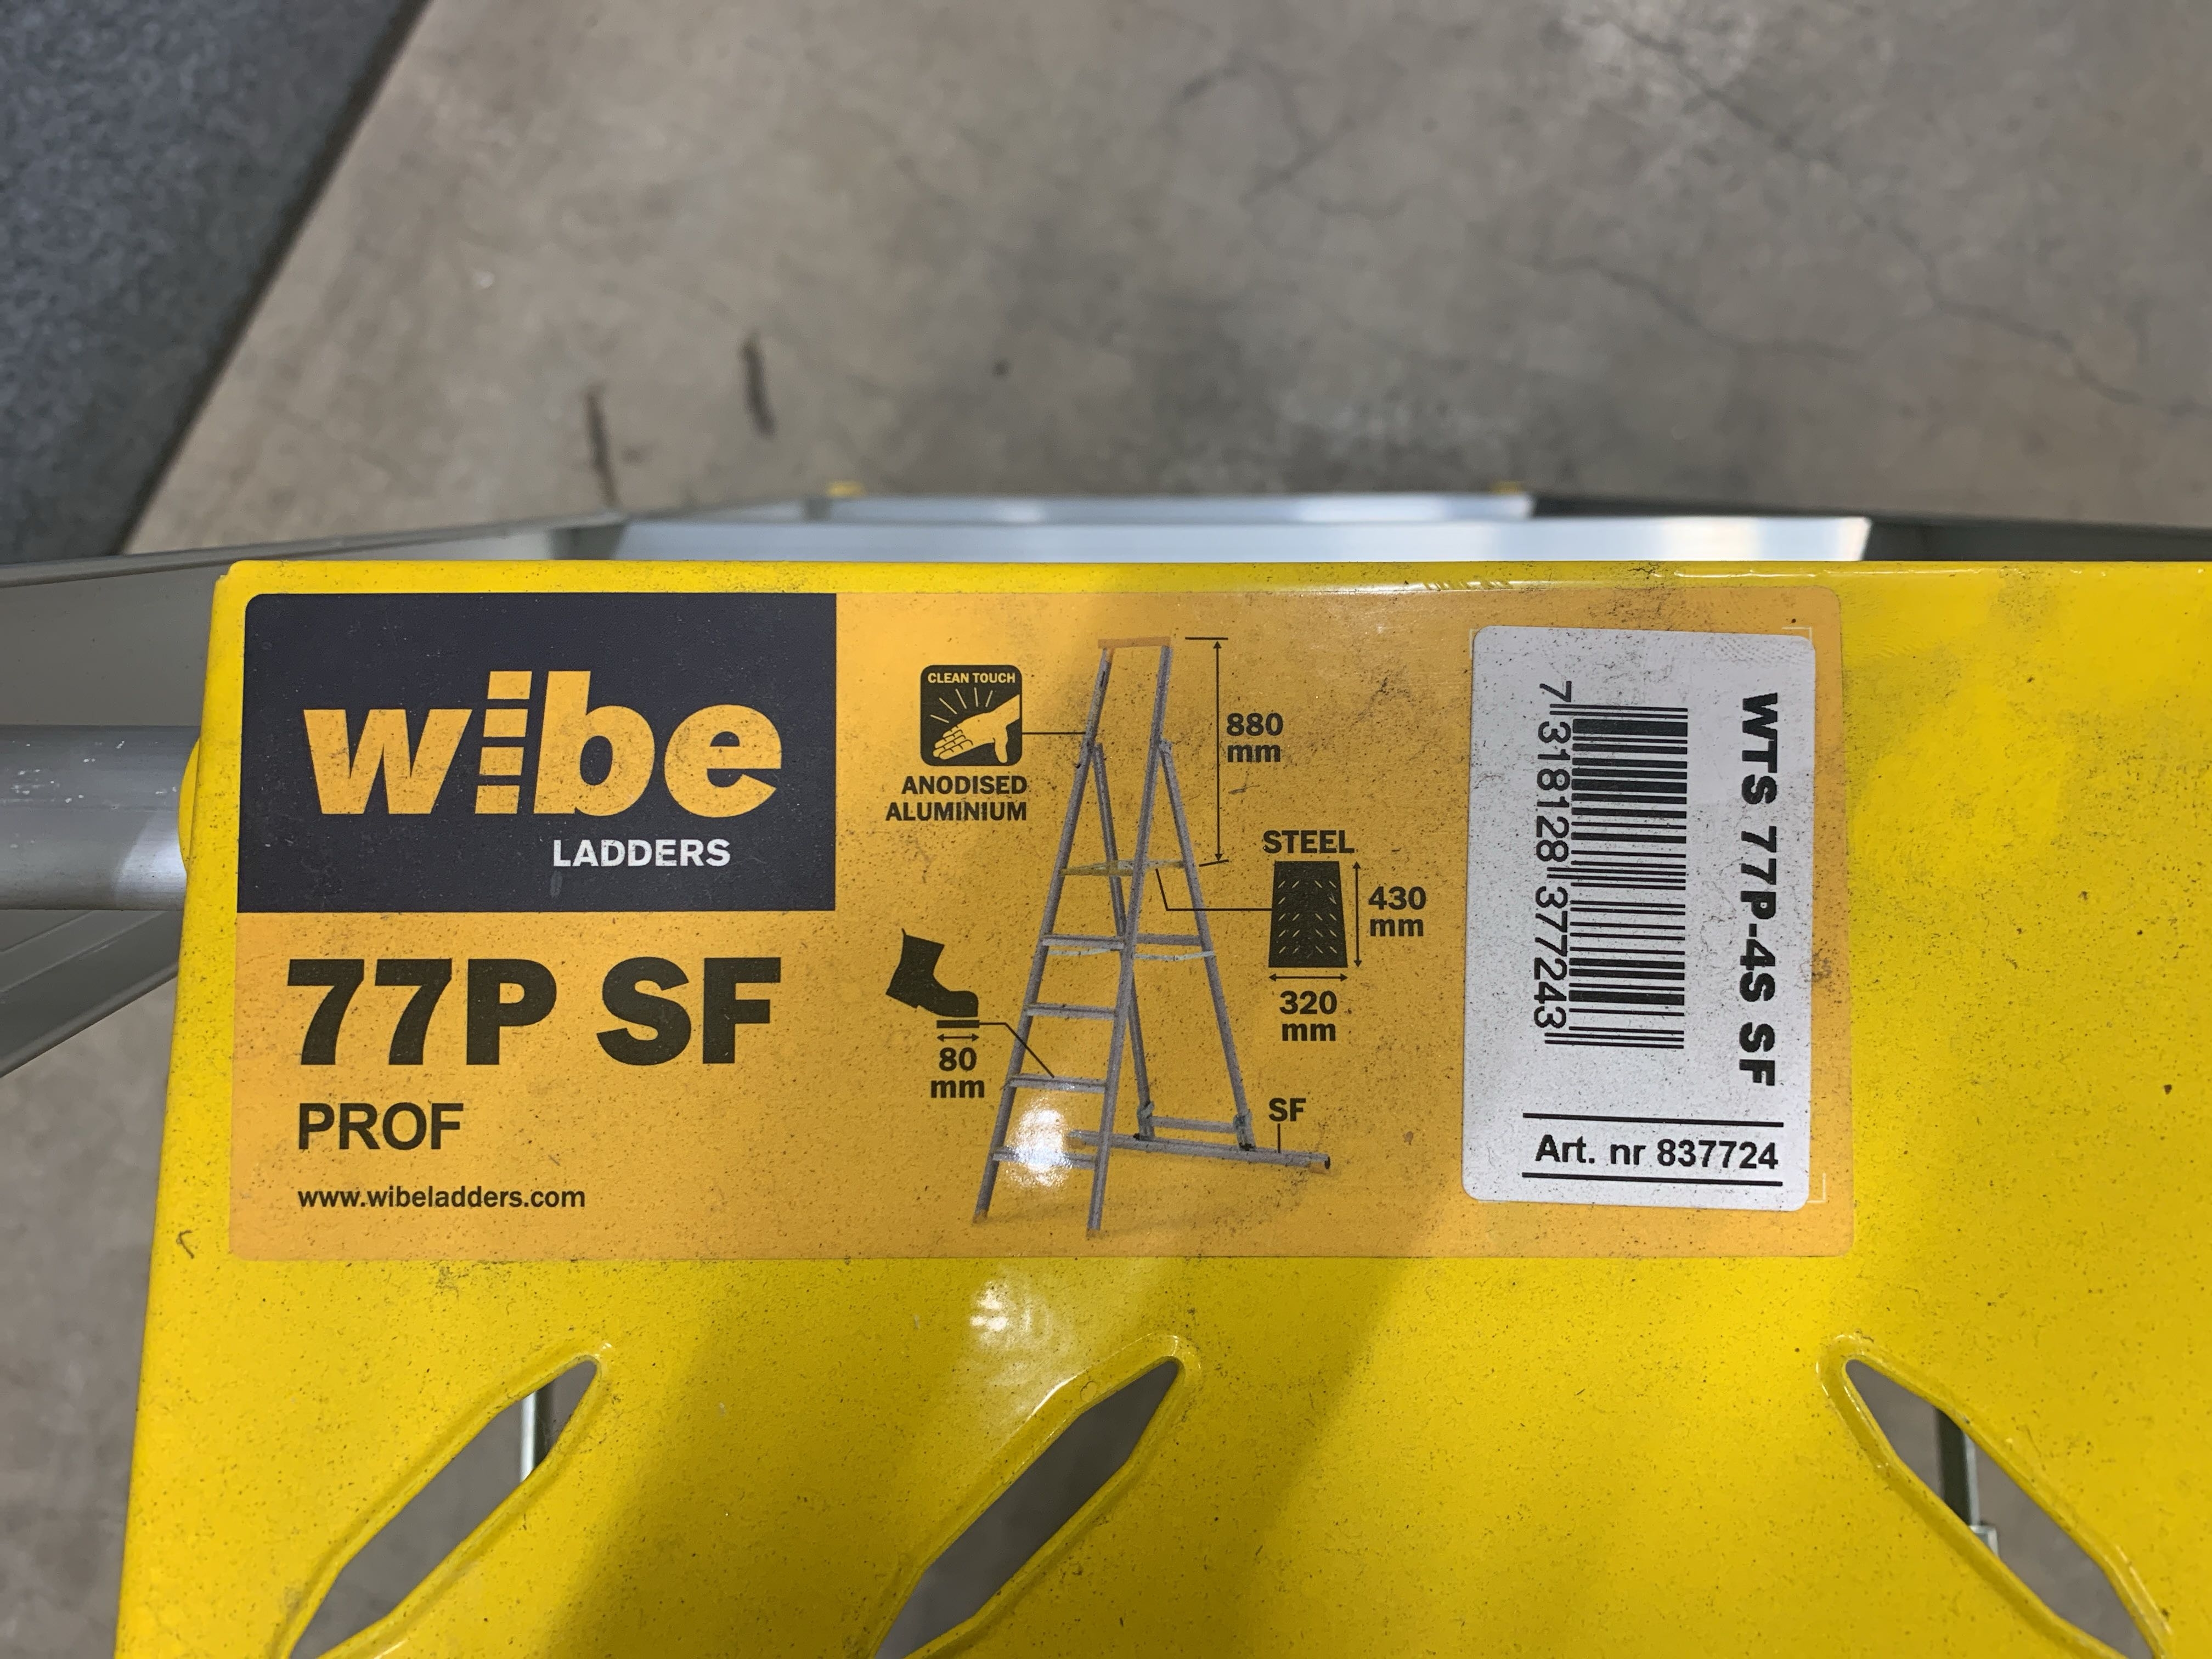 wibe
LADDERS
77P SF
PROF
www.wibeladders.com
CLEAN TOUCH
ANODISED
ALUMINIUM
80
mm
880
mm
STEEL
430
mm
320
mm
SF
WTS 77P-4S SF
7 318128 377243
Art. nr 837724